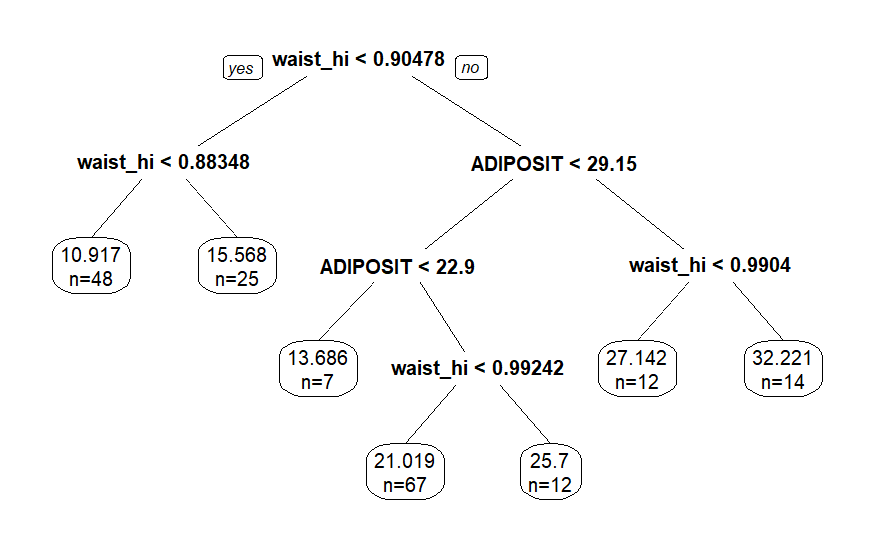 yes
waist_hi < 0.90478
no
waist_hi < 0.88348
ADIPOSIT < 29.15
10.917
n=48
15.568
n=25
ADIPOSIT < 22.9
waist_hi < 0.9904
13.686
n=7
waist_hi < 0.99242
27.142
n=12
32.221
n=14
21.019
n=67
25.7
n=12